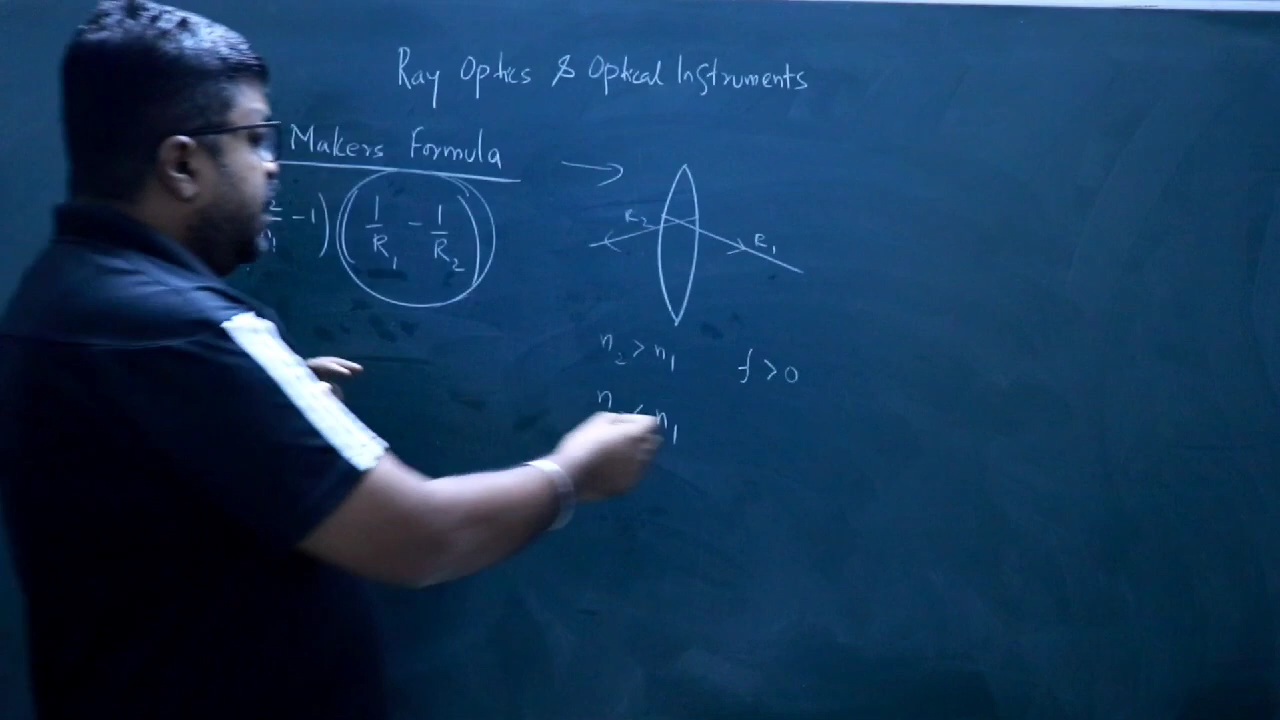 Ray Optics & Optical Instruments
Makers Formula →
-1) (1/R₁ - 1/R₂)
R₂
R₁
n₂ > n₁
f > 0
n < n₁